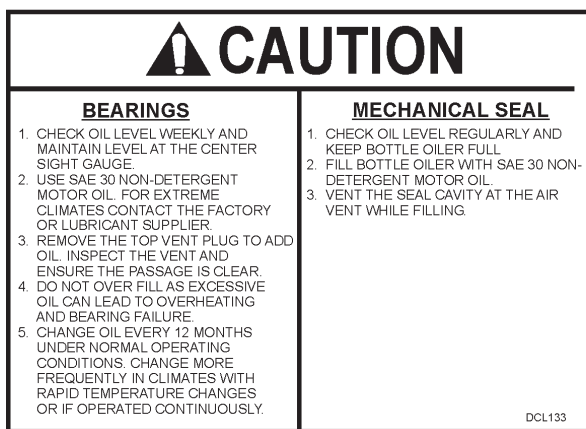 CAUTION
BEARINGS
1. CHECK OIL LEVEL WEEKLY AND
MAINTAIN LEVEL AT THE CENTER
SIGHT GAUGE.
2. USE SAE 30 NON-DETERGENT
MOTOR OIL. FOR EXTREME
CLIMATES CONTACT THE FACTORY
OR LUBRICANT SUPPLIER.
3. REMOVE THE TOP VENT PLUG TO ADD
OIL. INSPECT THE VENT AND
ENSURE THE PASSAGE IS CLEAR.
4. DO NOT OVER FILL AS EXCESSIVE
OIL CAN LEAD TO OVERHEATING
AND BEARING FAILURE.
5. CHANGE OIL EVERY 12 MONTHS
UNDER NORMAL OPERATING
CONDITIONS. CHANGE MORE
FREQUENTLY IN CLIMATES WITH
RAPID TEMPERATURE CHANGES
OR IF OPERATED CONTINUOUSLY.
MECHANICAL SEAL
1. CHECK OIL LEVEL REGULARLY AND
KEEP BOTTLE OILER FULL
2. FILL BOTTLE OILER WITH SAE 30 NON-
DETERGENT MOTOR OIL.
3. VENT THE SEAL CAVITY AT THE AIR
VENT WHILE FILLING.
DCL133